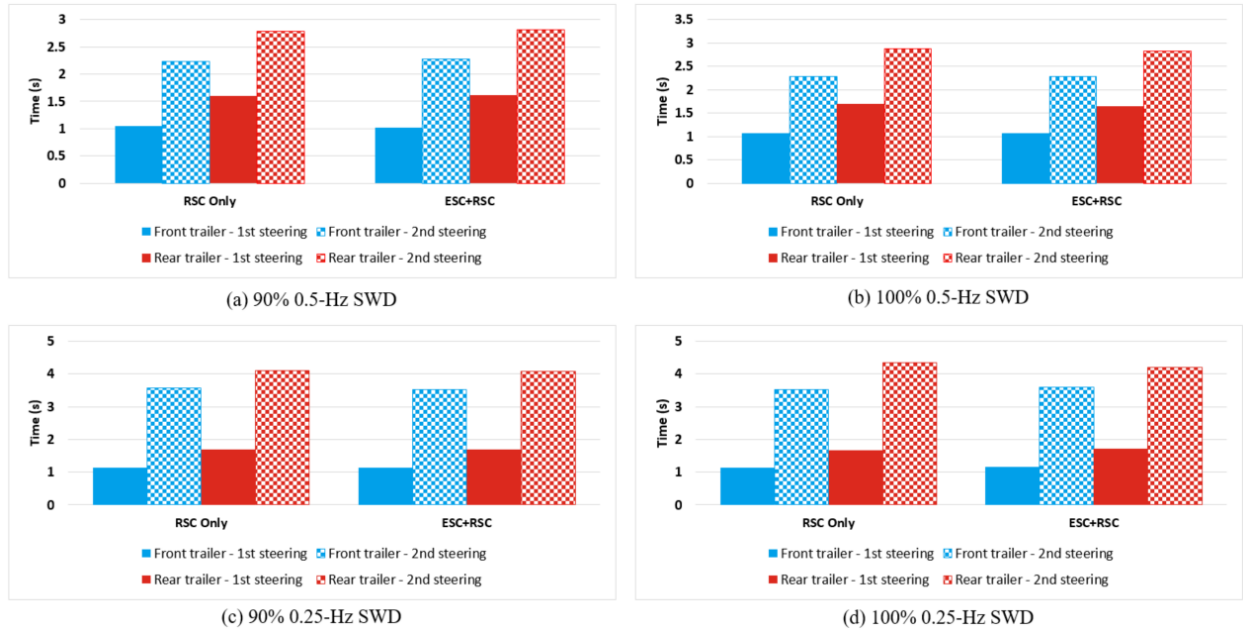 3
2.5
2
1.5
1
0.5
0
Time (s)
RSC Only
ESC+RSC
Front trailer - 1st steering
Front trailer - 2nd steering
Rear trailer - 1st steering
Rear trailer - 2nd steering
(a) 90% 0.5-Hz SWD
3.5
3
2.5
2
1.5
1
0.5
0
Time (s)
RSC Only
ESC+RSC
Front trailer - 1st steering
Front trailer - 2nd steering
Rear trailer - 1st steering
Rear trailer - 2nd steering
(b) 100% 0.5-Hz SWD
5
4
3
2
1
0
Time (s)
RSC Only
ESC+RSC
Front trailer - 1st steering
Front trailer - 2nd steering
Rear trailer - 1st steering
Rear trailer - 2nd steering
(c) 90% 0.25-Hz SWD
5
4
3
2
1
0
Time (s)
RSC Only
ESC+RSC
Front trailer - 1st steering
Front trailer - 2nd steering
Rear trailer - 1st steering
Rear trailer - 2nd steering
(d) 100% 0.25-Hz SWD